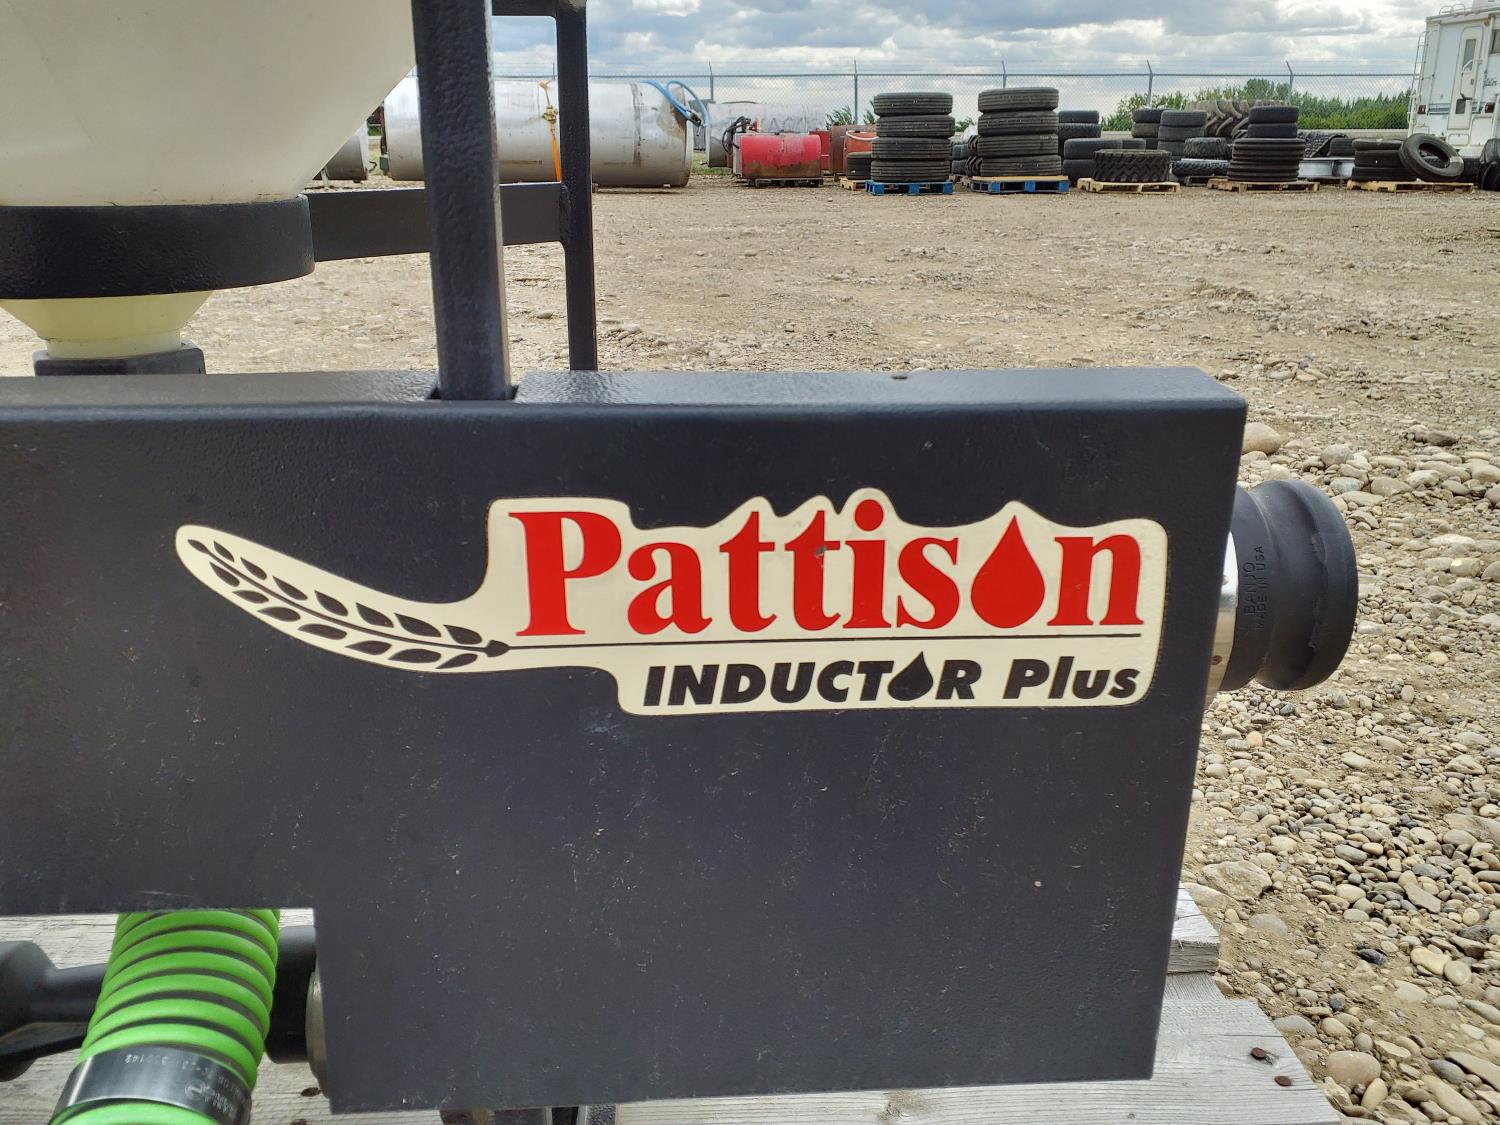 Pattison
INDUCTOR Plus
BANJO
MADE IN USA